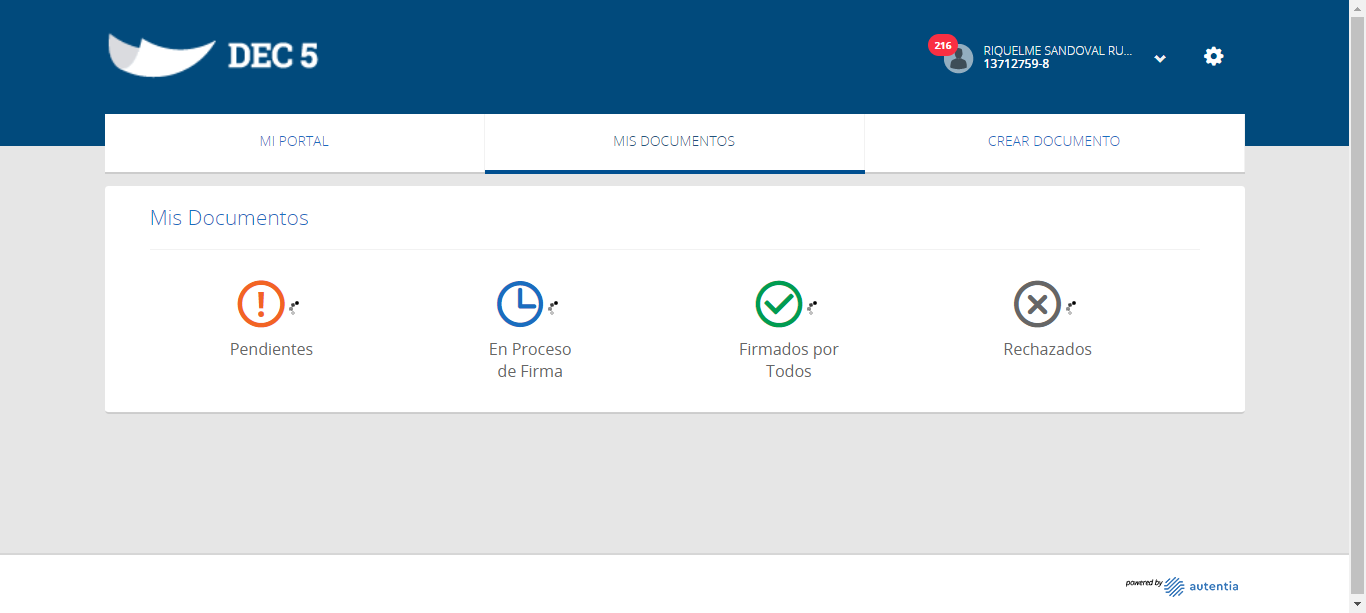 DEC 5
216
RIQUELME SANDOVAL RU...
13712759-8
MI PORTAL
MIS DOCUMENTOS
CREAR DOCUMENTO
Mis Documentos
Pendientes
En Proceso
de Firma
Firmados por
Todos
Rechazados
powered by autentia